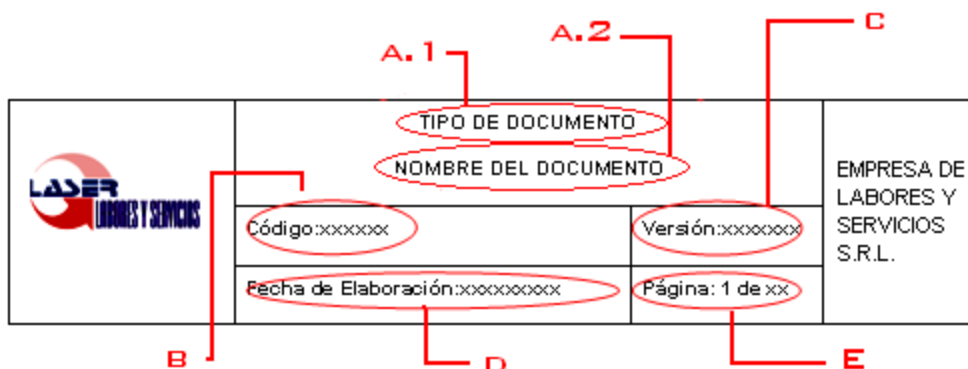 A.1
A.2
C
TIPO DE DOCUMENTO
NOMBRE DEL DOCUMENTO
LASER
LABORES Y SERVICIOS
EMPRESA DE
LABORES Y
SERVICIOS
S.R.L.
Código:xxxxxx
Versión:xxxxxxx
Fecha de Elaboración:xxxxxxxxx
Página: 1 de xx
B
D
E